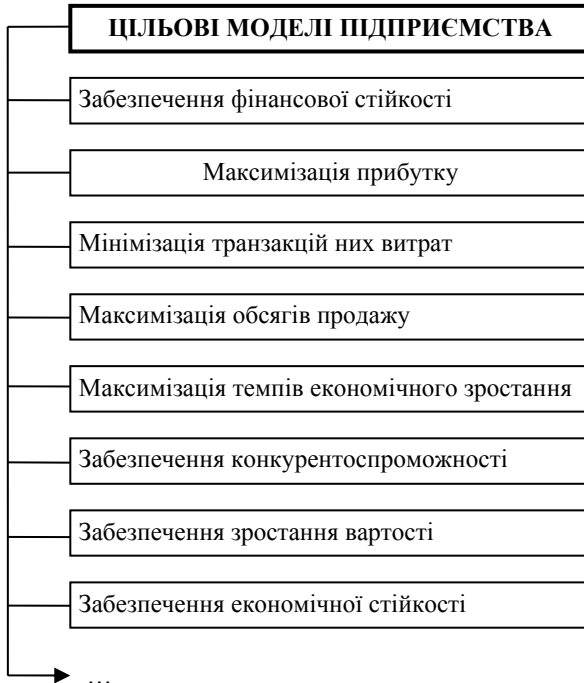 ЦІЛЬОВІ МОДЕЛІ ПІДПРИЄМСТВА
Забезпечення фінансової стійкості
Максимізація прибутку
Мінімізація транзакцій них витрат
Максимізація обсягів продажу
Максимізація темпів економічного зростання
Забезпечення конкурентоспроможності
Забезпечення зростання вартості
Забезпечення економічної стійкості
...